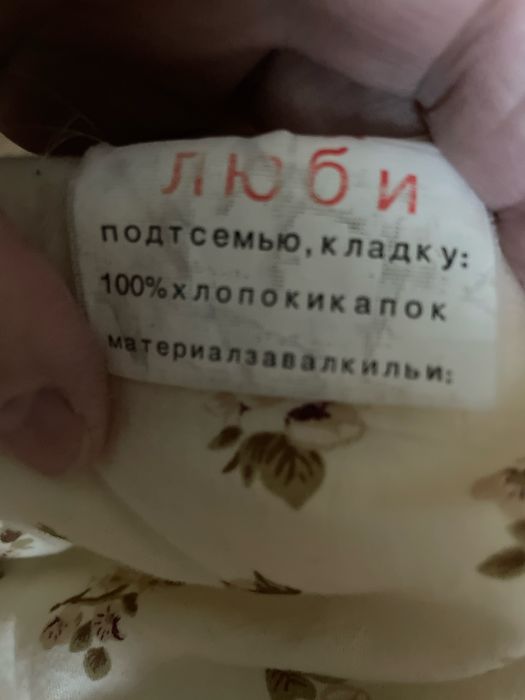 люби
подтсемью,кладку:
100%хлопокикапок
материалзавалкильи: